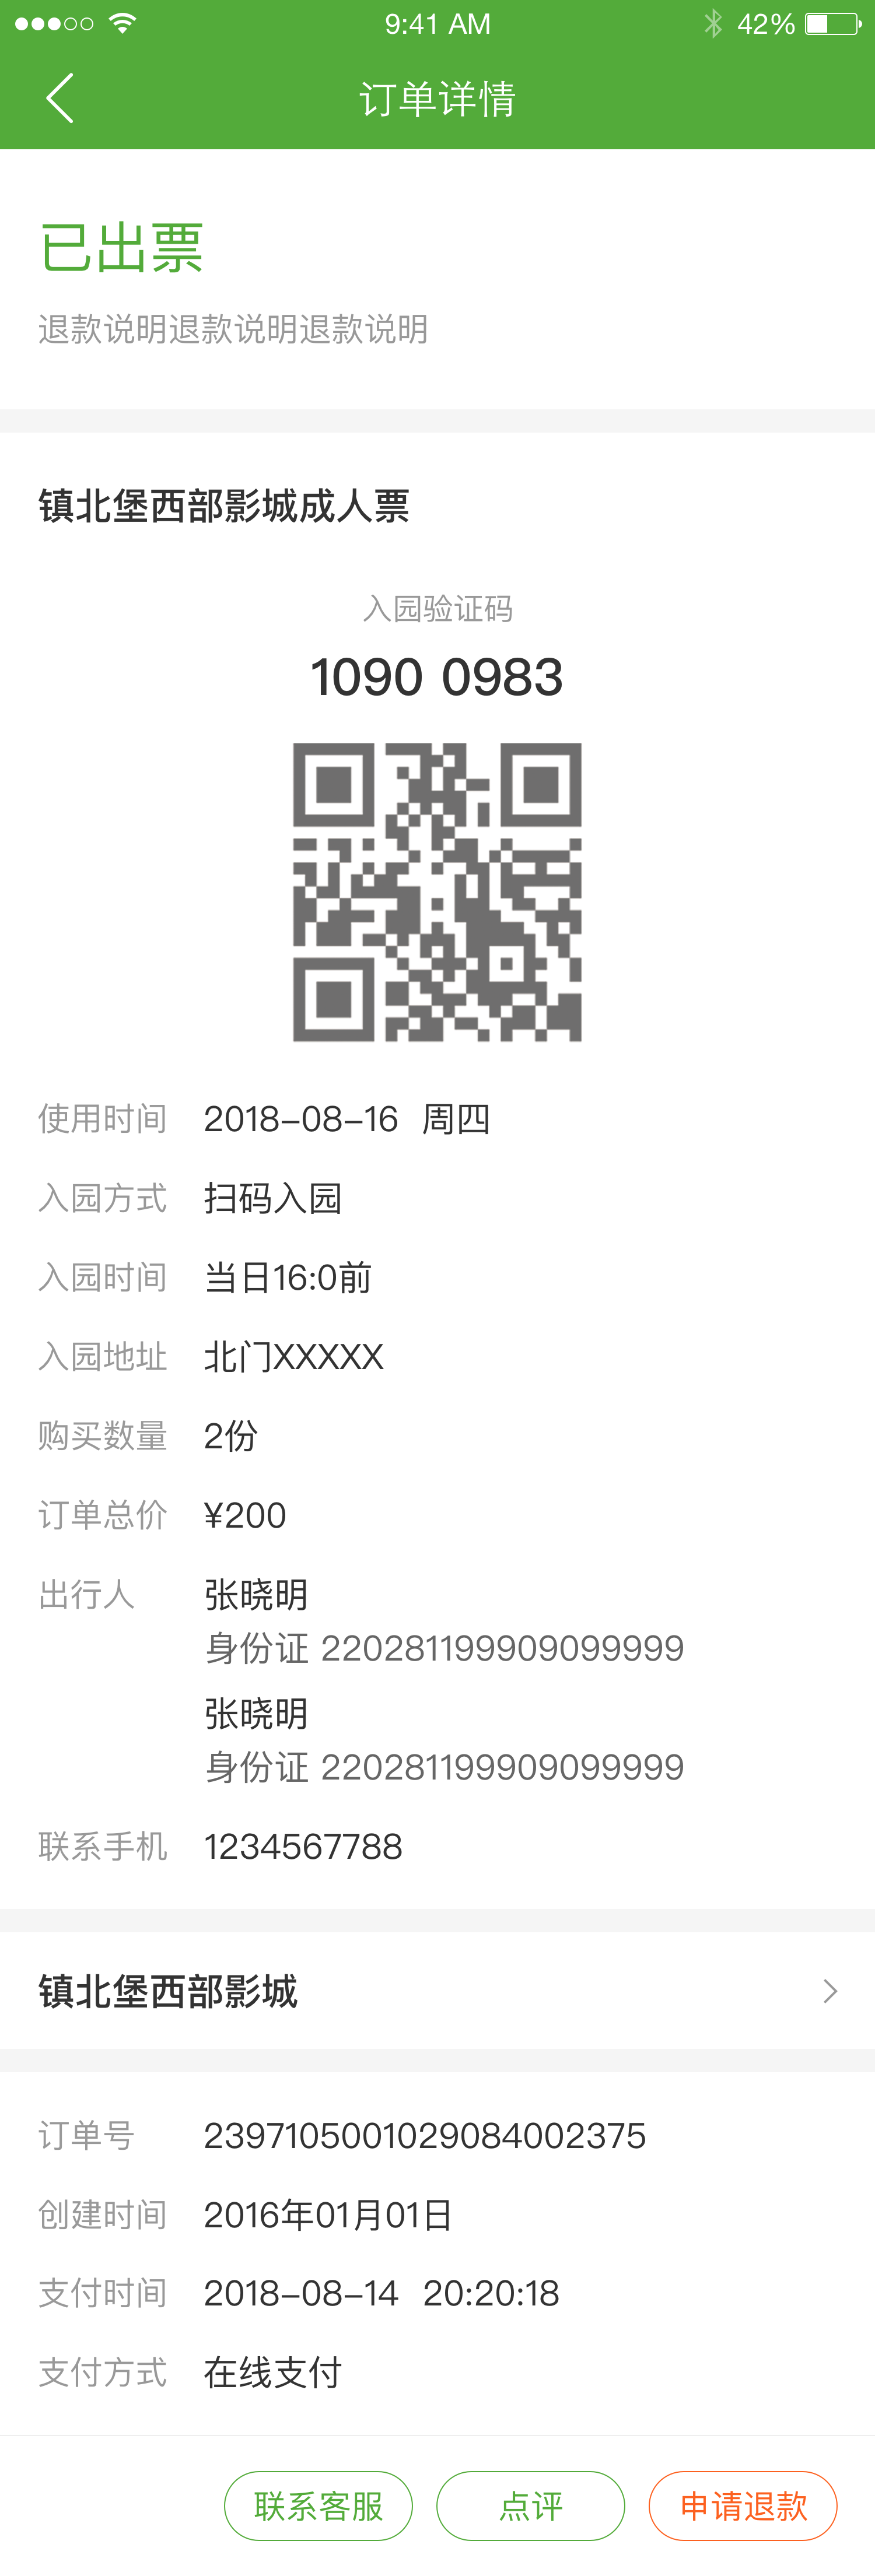 9:41 AM 42%
订单详情
已出票
退款说明退款说明退款说明
镇北堡西部影城成人票
入园验证码
1090 0983
使用时间 2018-08-16 周四
入园方式 扫码入园
入园时间 当日16:0前
入园地址 北门XXXXX
购买数量 2份
订单总价 ¥200
出行人 张晓明
身份证 220281199909099999
张晓明
身份证 220281199909099999
联系手机 1234567788
镇北堡西部影城
订单号 2397105001029084002375
创建时间 2016年01月01日
支付时间 2018-08-14 20:20:18
支付方式 在线支付
联系客服 点评 申请退款